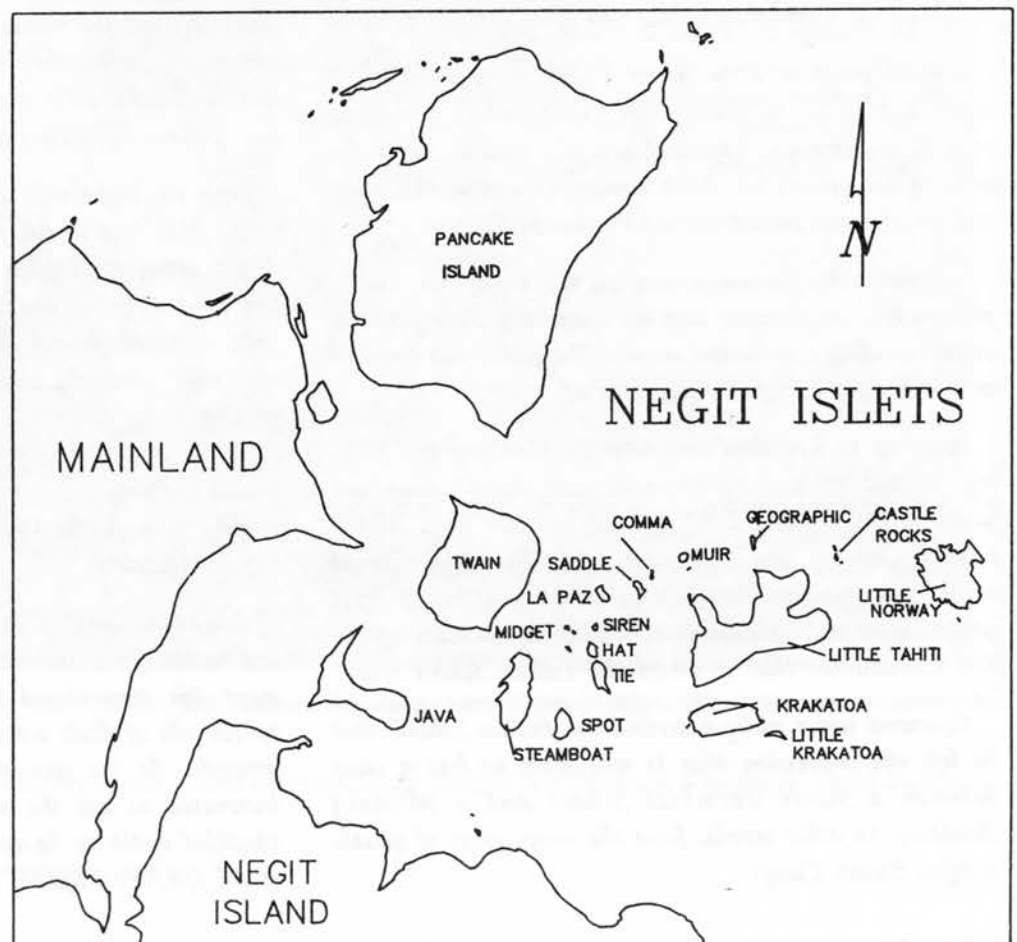 N
PANCAKE
ISLAND
NEGIT ISLETS
MAINLAND
COMMA
GEOGRAPHIC
CASTLE
ROCKS
MUIR
TWAIN
SADDLE
LA PAZ
LITTLE
NORWAY
MIDGET
SIREN
HAT
TIE
LITTLE TAHITI
JAVA
SPOT
KRAKATOA
LITTLE
KRAKATOA
STEAMBOAT
NEGIT
ISLAND